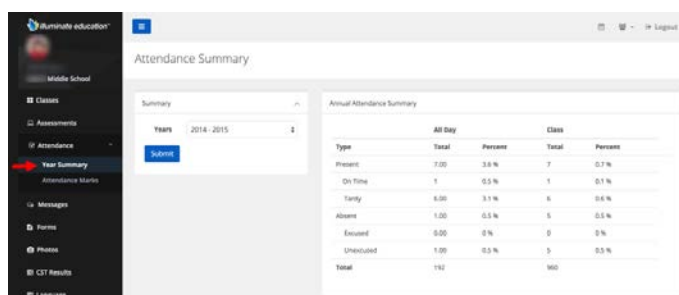 illuminate education™
Logout
Middle School
Attendance Summary
Classes
Assessments
Attendance
Year Summary
Attendance Marks
Messages
Forms
Photos
CST Results
Language
Summary
Years 2014 - 2015
Submit
Annual Attendance Summary
All Day Class
Type Total Percent Total Percent
Present 7.00 3.6 % 7 0.7 %
On Time 1 0.5 % 1 0.1 %
Tardy 6.00 3.1 % 6 0.6 %
Absent 1.00 0.5 % 5 0.5 %
Excused 0.00 0 % 0 0 %
Unexcused 1.00 0.5 % 5 0.5 %
Total 192 960